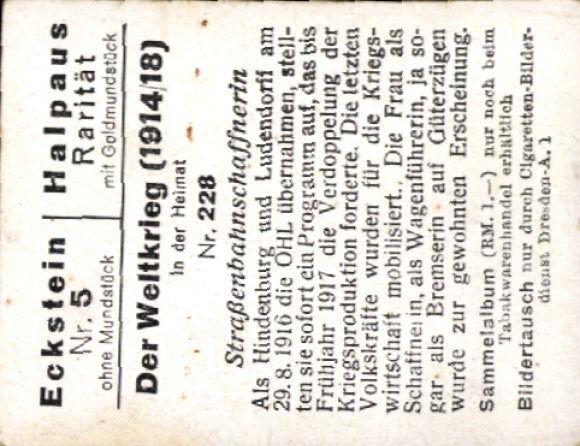 Eckstein
Nr. 5
ohne Mundstück
Halpaus
Rarität
mit Goldmundstück
Der Weltkrieg (1914/18)
In der Heimat
Nr. 228
Straßenbahnschaffnerin
Als Hindenburg und Ludendorff am
29. 8. 1916 die OHL übernahmen, stell-
ten sie sofort ein Programm auf, das bis
Frühjahr 1917 die Verdoppelung der
Kriegsproduktion forderte. Die letzten
Volkskräfte wurden für die Kriegs-
wirtschaft mobilisiert. Die Frau als
Schaffnerin, als Wagenführerin, ja so-
gar als Bremserin auf Güterzügen
wurde zur gewohnten Erscheinung.
Sammelalbum (RM. 1.—) nur noch beim
Tabakwarenhandel erhältlich
Bildertausch nur durch Cigaretten-Bilder-
dienst Dresden-A. 1